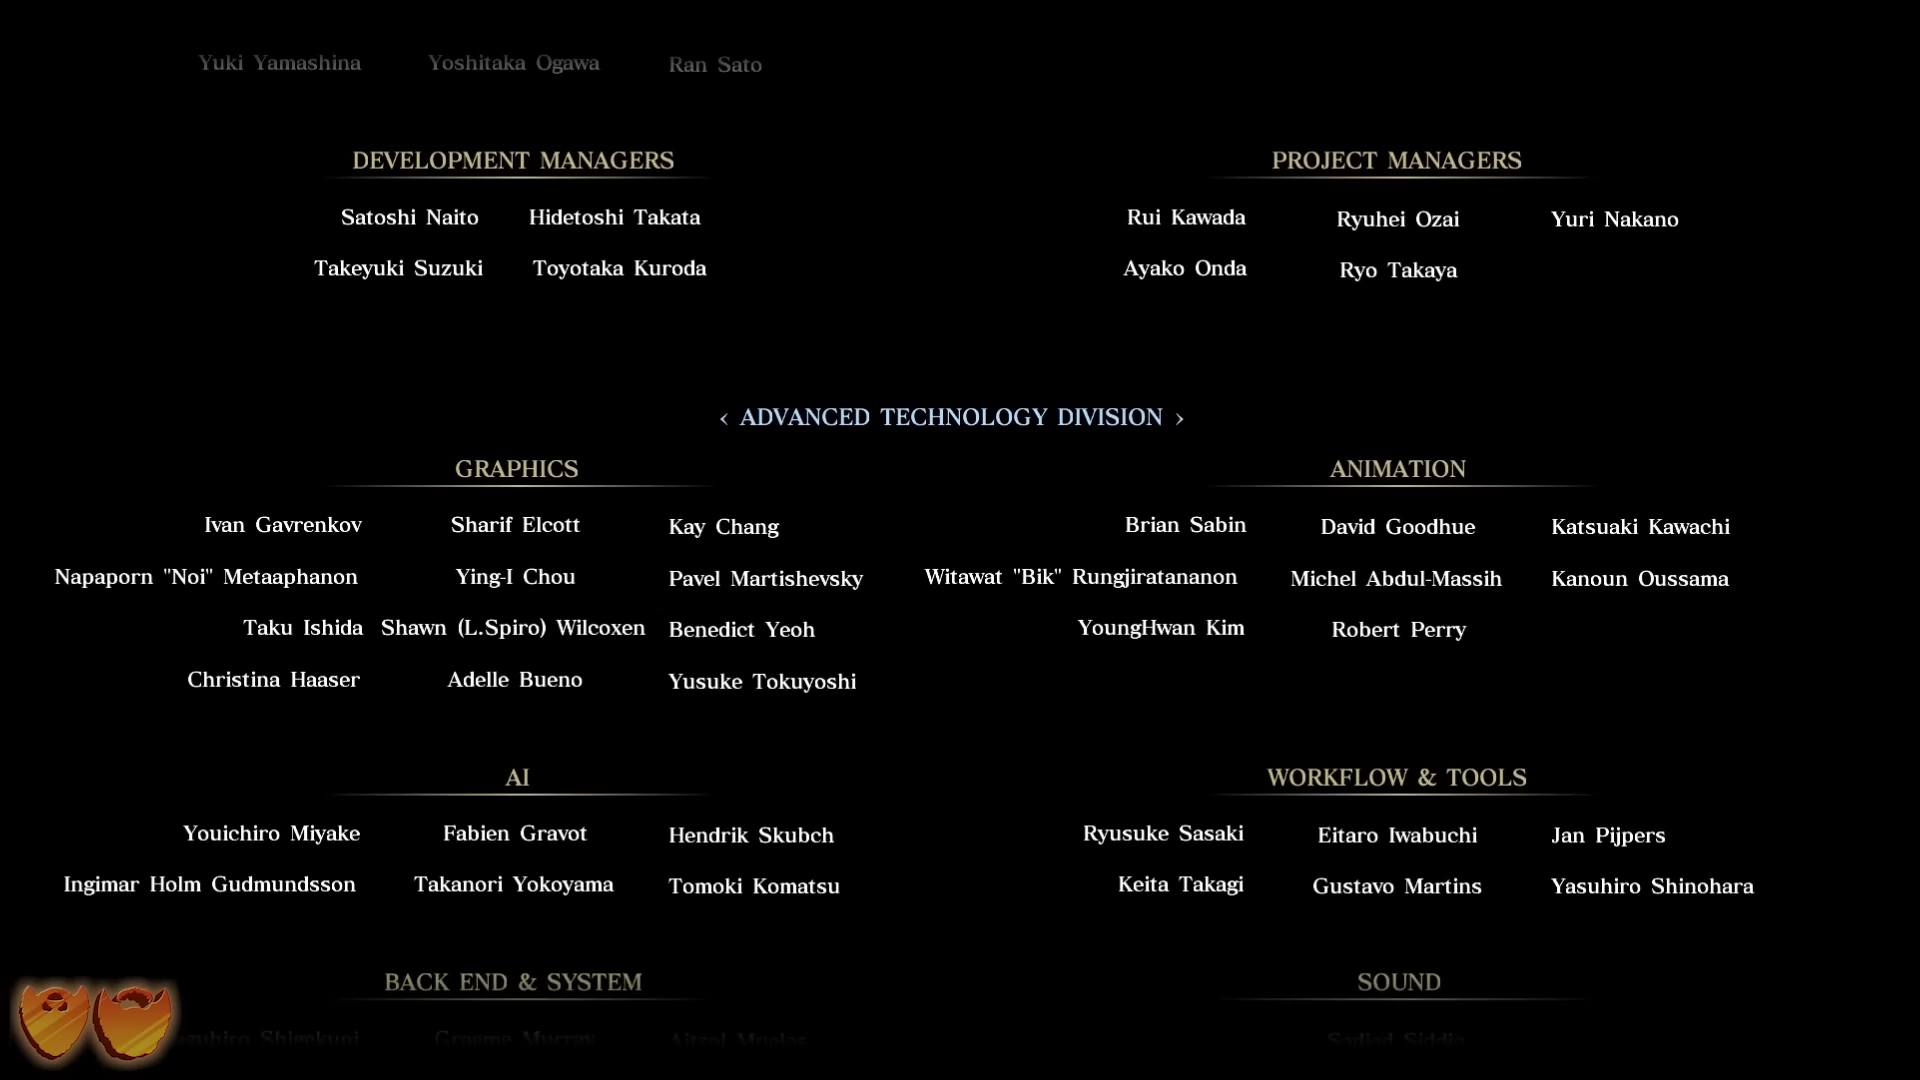 Yuki Yamashina Yoshitaka Ogawa Ran Sato
DEVELOPMENT MANAGERS
Satoshi Naito Hidetoshi Takata
Takeyuki Suzuki Toyotaka Kuroda
PROJECT MANAGERS
Rui Kawada Ryuhei Ozai Yuri Nakano
Ayako Onda Ryo Takaya
‹ ADVANCED TECHNOLOGY DIVISION ›
GRAPHICS
Ivan Gavrenkov Sharif Elcott Kay Chang
Napaporn "Noi" Metaaphanon Ying-I Chou Pavel Martishevsky
Taku Ishida Shawn (L.Spiro) Wilcoxen Benedict Yeoh
Christina Haaser Adelle Bueno Yusuke Tokuyoshi
ANIMATION
Brian Sabin David Goodhue Katsuaki Kawachi
Witawat "Bik" Rungjiratananon Michel Abdul-Massih Kanoun Oussama
YoungHwan Kim Robert Perry
AI
Youichiro Miyake Fabien Gravot Hendrik Skubch
Ingimar Holm Gudmundsson Takanori Yokoyama Tomoki Komatsu
WORKFLOW & TOOLS
Ryusuke Sasaki Eitaro Iwabuchi Jan Pijpers
Keita Takagi Gustavo Martins Yasuhiro Shinohara
BACK END & SYSTEM
Shigekuni Graeme Murray
SOUND